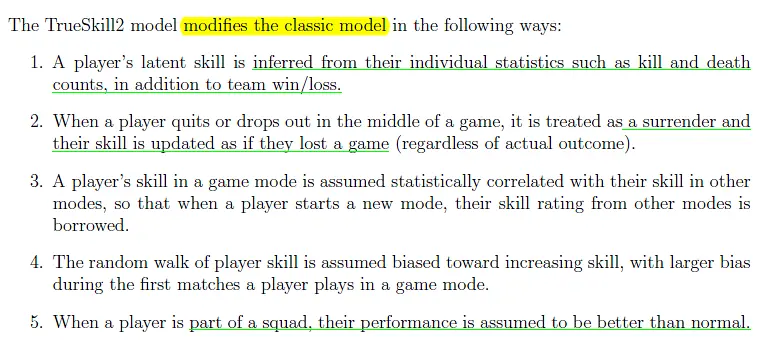 The TrueSkill2 model modifies the classic model in the following ways:
1. A player's latent skill is inferred from their individual statistics such as kill and death
counts, in addition to team win/loss.
2. When a player quits or drops out in the middle of a game, it is treated as a surrender and
their skill is updated as if they lost a game (regardless of actual outcome).
3. A player's skill in a game mode is assumed statistically correlated with their skill in other
modes, so that when a player starts a new mode, their skill rating from other modes is
borrowed.
4. The random walk of player skill is assumed biased toward increasing skill, with larger bias
during the first matches a player plays in a game mode.
5. When a player is part of a squad, their performance is assumed to be better than normal.